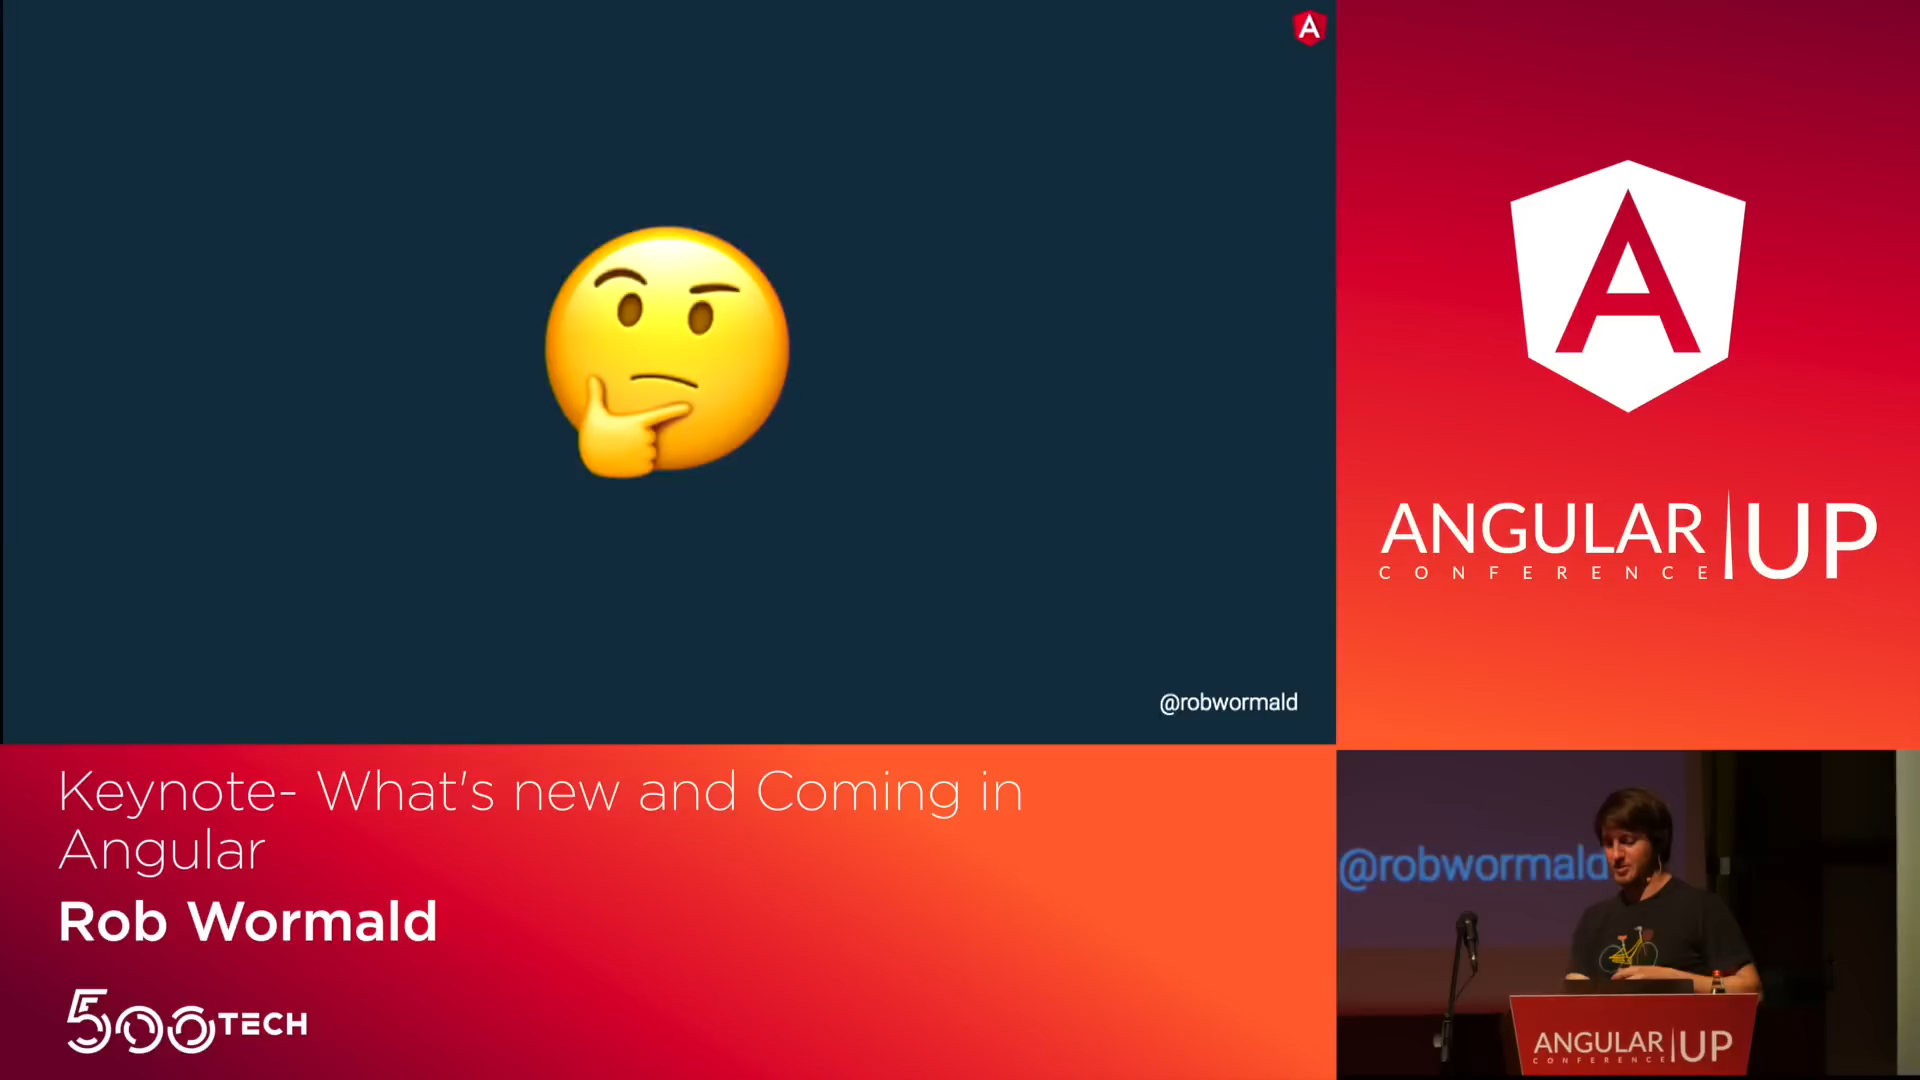 @robwormald
ANGULAR UP
CONFERENCE
Keynote- What's new and Coming in
Angular
Rob Wormald
500TECH
@robwormald
ANGULAR UP
CONFERENCE